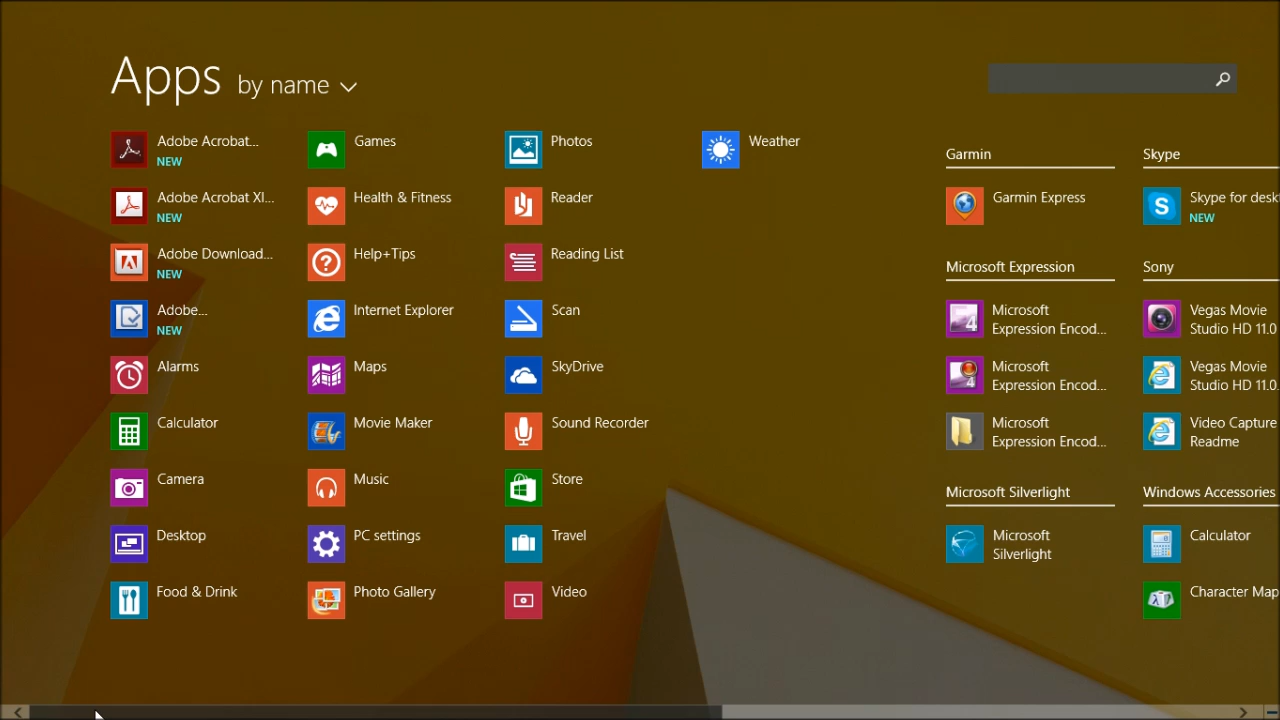 Apps by name
Adobe Acrobat...
NEW
Adobe Acrobat XI...
NEW
Adobe Download...
NEW
Adobe...
NEW
Alarms
Calculator
Camera
Desktop
Food & Drink
Games
Health & Fitness
Help+Tips
Internet Explorer
Maps
Movie Maker
Music
PC settings
Photo Gallery
Photos
Reader
Reading List
Scan
SkyDrive
Sound Recorder
Store
Travel
Video
Weather
Garmin
Garmin Express
Microsoft Expression
4
Microsoft
Expression Encod...
4
Microsoft
Expression Encod...
Microsoft
Expression Encod...
Microsoft Silverlight
Microsoft
Silverlight
Skype
Skype for desk
NEW
Sony
Vegas Movie
Studio HD 11.0
Vegas Movie
Studio HD 11.0
Video Capture
Readme
Windows Accessories
Calculator
Character Map